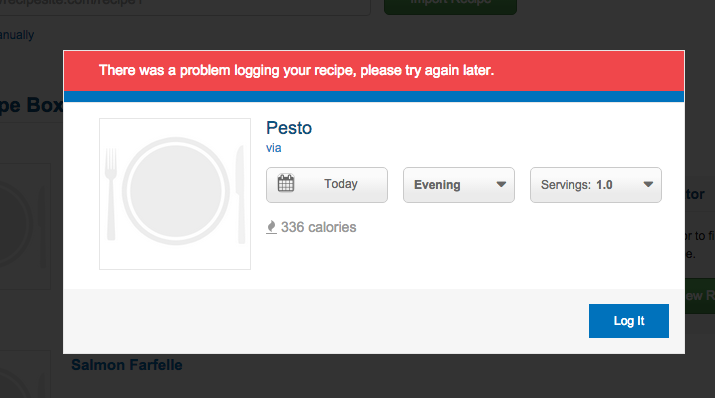 recipesite.com/recipe1
Import Recipe
anually
There was a problem logging your recipe, please try again later.
pe Box
Pesto
via
Today
Evening
Servings: 1.0
336 calories
tor
or to fi
e.
ew R
Log It
Salmon Farfelle